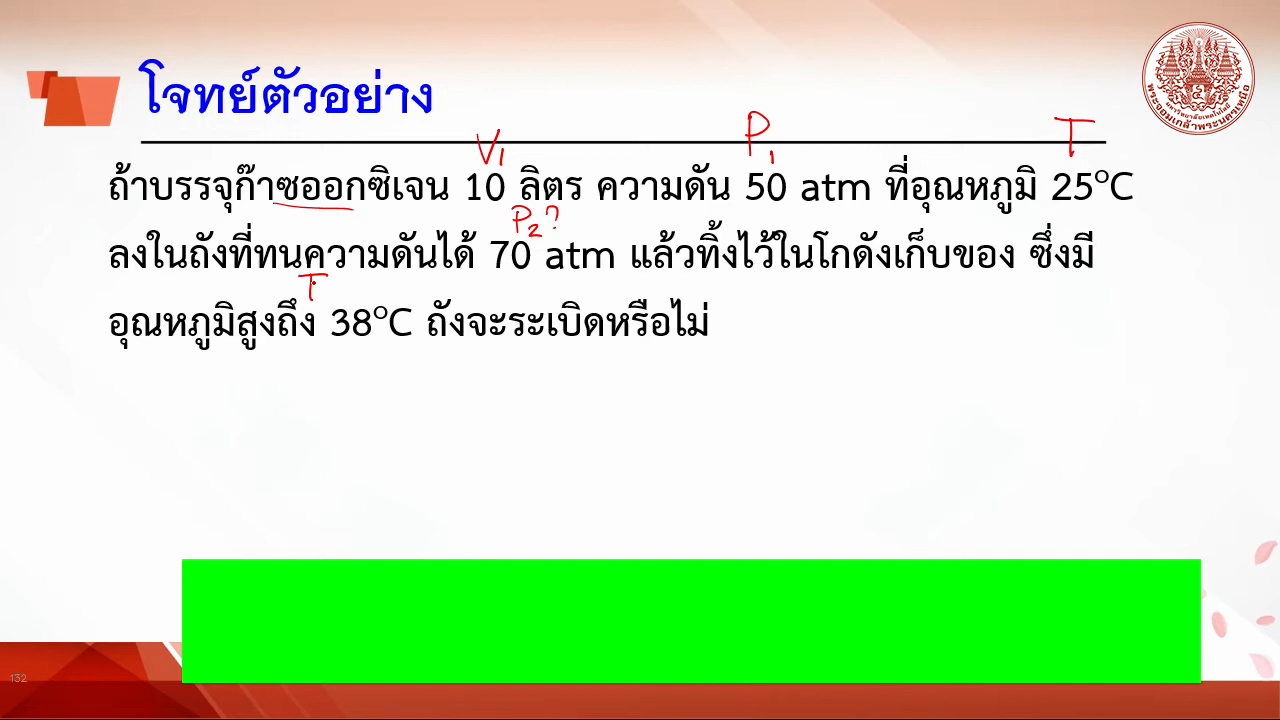 โจทย์ตัวอย่าง
V1 P1 T
ถ้าบรรจุก๊าซออกซิเจน 10 ลิตร ความดัน 50 atm ที่อุณหภูมิ 25°C
P2?
ลงในถังที่ทนความดันได้ 70 atm แล้วทิ้งไว้ในโกดังเก็บของ ซึ่งมี
T
อุณหภูมิสูงถึง 38°C ถังจะระเบิดหรือไม่
132